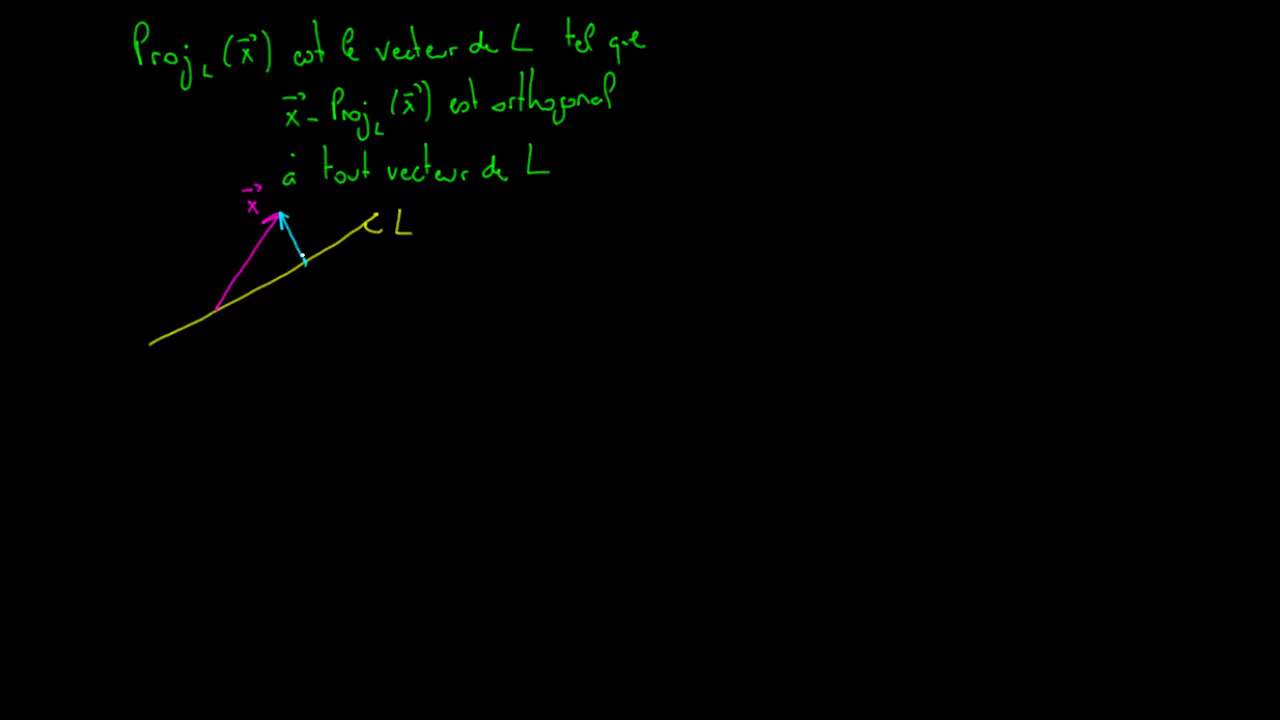 Proj_L (x⃗) est le vecteur de L tel que
x⃗ - Proj_L (x⃗) est orthogonal
à tout vecteur de L
x⃗
L